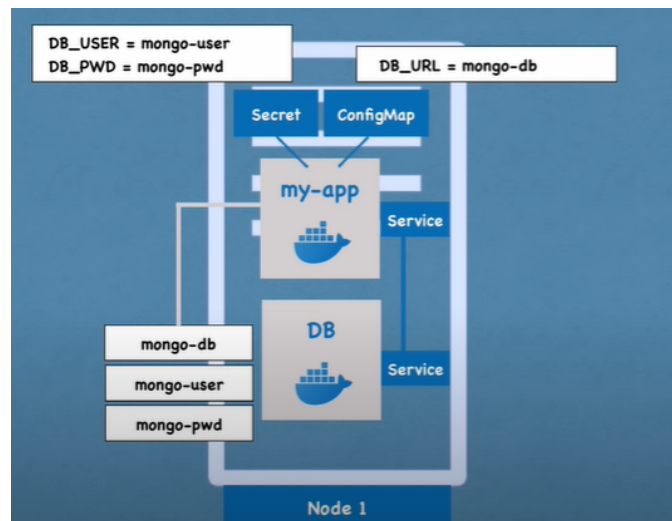 DB_USER = mongo-user
DB_PWD = mongo-pwd
DB_URL = mongo-db
Secret
ConfigMap
my-app
Service
mongo-db
DB
mongo-user
Service
mongo-pwd
Node 1